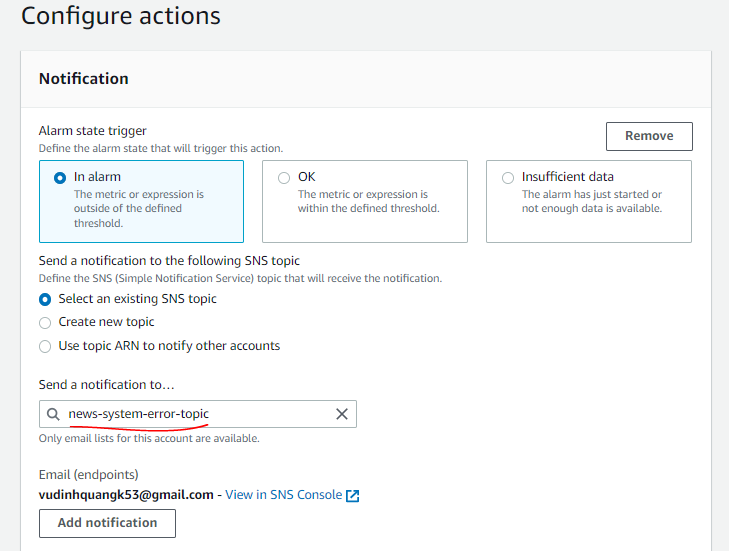 Configure actions
Notification
Alarm state trigger
Define the alarm state that will trigger this action.
Remove
In alarm
The metric or expression is
outside of the defined
threshold.
OK
The metric or expression is
within the defined threshold.
Insufficient data
The alarm has just started or
not enough data is available.
Send a notification to the following SNS topic
Define the SNS (Simple Notification Service) topic that will receive the notification.
Select an existing SNS topic
Create new topic
Use topic ARN to notify other accounts
Send a notification to…
news-system-error-topic
Only email lists for this account are available.
Email (endpoints)
vudinhquangk53@gmail.com - View in SNS Console
Add notification